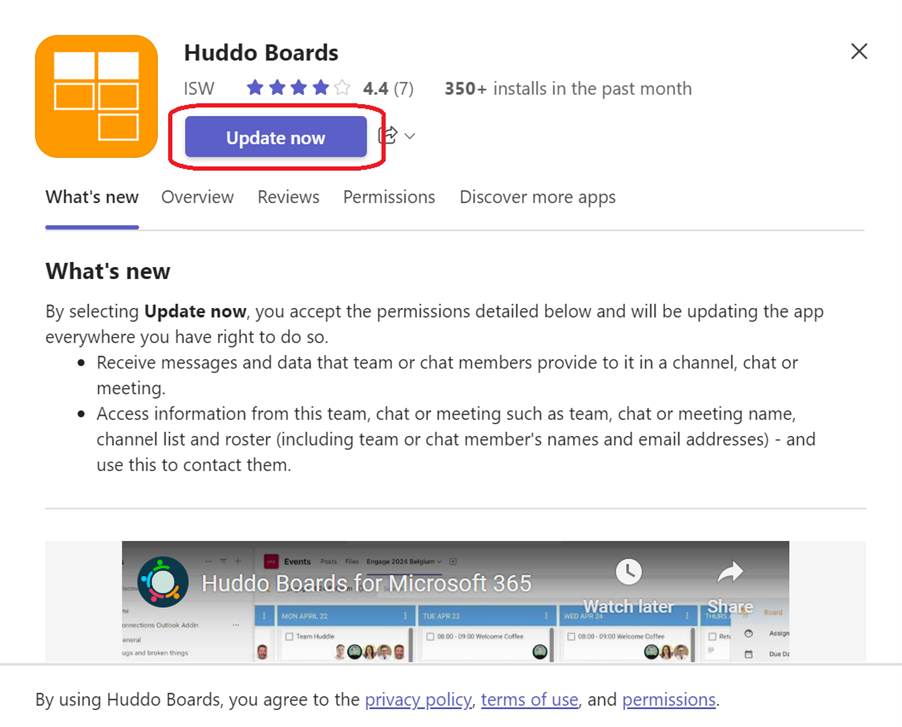 Huddo Boards
ISW 4.4 (7) 350+ installs in the past month
Update now
What's new Overview Reviews Permissions Discover more apps
What's new
By selecting Update now, you accept the permissions detailed below and will be updating the app
everywhere you have right to do so.
Receive messages and data that team or chat members provide to it in a channel, chat or
meeting.
Access information from this team, chat or meeting such as team, chat or meeting name,
channel list and roster (including team or chat member's names and email addresses) - and
use this to contact them.
Events Posts Files Engage 2024 Belgium
Huddo Boards for Microsoft 365
Watch later Share
Board
MON APRIL 22 TUE APR 23 WED APR 24
onnections Outlook Addin
Team Huddle 08:00 - 09:00 Welcome Coffee 08:00 - 09:00 Welcome Coffee
Assign
eneral
ugs and broken things
Due Da
By using Huddo Boards, you agree to the privacy policy, terms of use, and permissions.